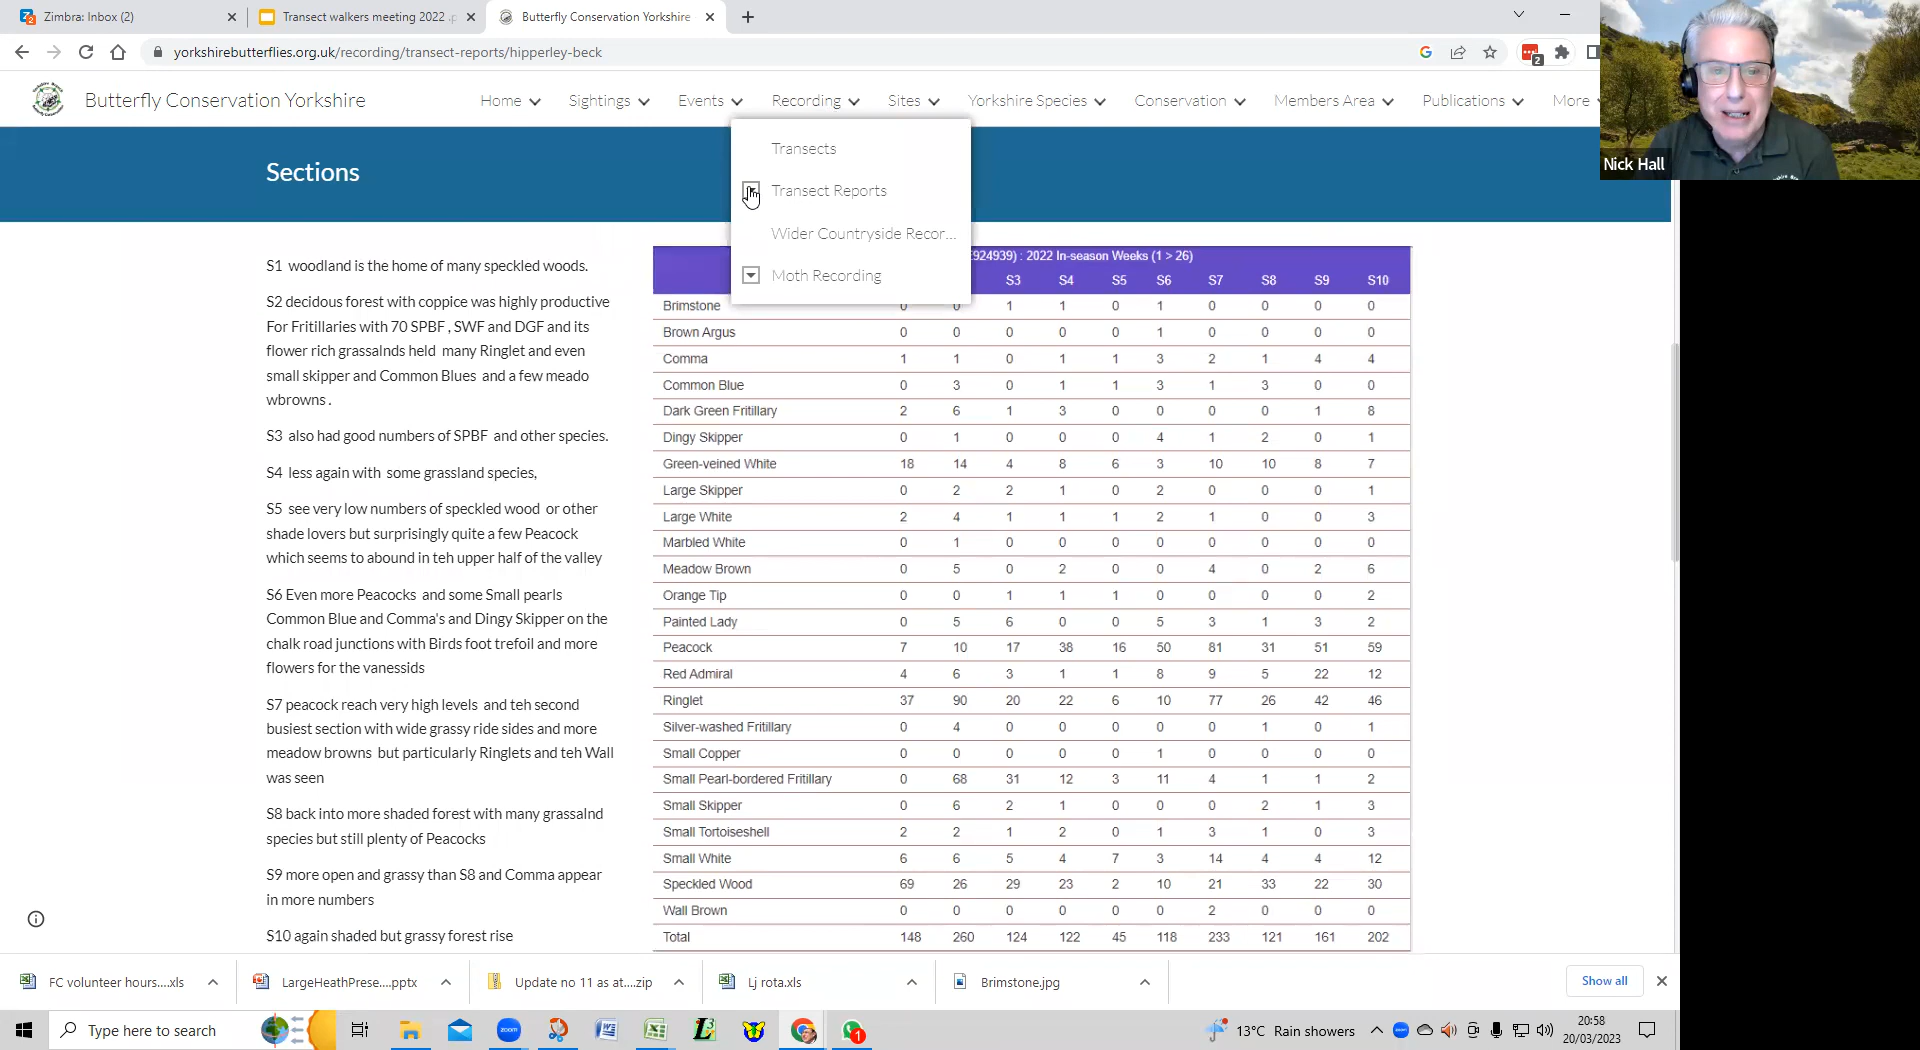 Zimbra: Inbox (2)
Transect walkers meeting 2022 .p
Butterfly Conservation Yorkshire
yorkshirebutterflies.org.uk/recording/transect-reports/hipperley-beck
2
Butterfly Conservation Yorkshire
Home Sightings Events Recording Sites Yorkshire Species Conservation Members Area Publications More
Nick Hall
Transects
Transect Reports
Wider Countryside Recor...
Moth Recording
Sections
S1 woodland is the home of many speckled woods.
S2 decidous forest with coppice was highly productive
For Fritillaries with 70 SPBF , SWF and DGF and its
flower rich grassalnds held many Ringlet and even
small skipper and Common Blues and a few meado
wbrowns .
S3 also had good numbers of SPBF and other species.
S4 less again with some grassland species,
S5 see very low numbers of speckled wood or other
shade lovers but surprisingly quite a few Peacock
which seems to abound in teh upper half of the valley
S6 Even more Peacocks and some Small pearls
Common Blue and Comma's and Dingy Skipper on the
chalk road junctions with Birds foot trefoil and more
flowers for the vanessids
S7 peacock reach very high levels and teh second
busiest section with wide grassy ride sides and more
meadow browns but particularly Ringlets and teh Wall
was seen
S8 back into more shaded forest with many grassalnd
species but still plenty of Peacocks
S9 more open and grassy than S8 and Comma appear
in more numbers
S10 again shaded but grassy forest rise
E924939) : 2022 In-season Weeks (1 > 26)
S3 S4 S5 S6 S7 S8 S9 S10
Brimstone 0 0 1 1 0 1 0 0 0 0
Brown Argus 0 0 0 0 0 1 0 0 0 0
Comma 1 1 0 1 1 3 2 1 4 4
Common Blue 0 3 0 1 1 3 1 3 0 0
Dark Green Fritillary 2 6 1 3 0 0 0 0 1 8
Dingy Skipper 0 1 0 0 0 4 1 2 0 1
Green-veined White 18 14 4 8 6 3 10 10 8 7
Large Skipper 0 2 2 1 0 2 0 0 0 1
Large White 2 4 1 1 1 2 1 0 0 3
Marbled White 0 1 0 0 0 0 0 0 0 0
Meadow Brown 0 5 0 2 0 0 4 0 2 6
Orange Tip 0 0 1 1 1 0 0 0 0 2
Painted Lady 0 5 6 0 0 5 3 1 3 2
Peacock 7 10 17 38 16 50 81 31 51 59
Red Admiral 4 6 3 1 1 8 9 5 22 12
Ringlet 37 90 20 22 6 10 77 26 42 46
Silver-washed Fritillary 0 4 0 0 0 0 0 1 0 1
Small Copper 0 0 0 0 0 1 0 0 0 0
Small Pearl-bordered Fritillary 0 68 31 12 3 11 4 1 1 2
Small Skipper 0 6 2 1 0 0 0 2 1 3
Small Tortoiseshell 2 2 1 2 0 1 3 1 0 3
Small White 6 6 5 4 7 3 14 4 4 12
Speckled Wood 69 26 29 23 2 10 21 33 22 30
Wall Brown 0 0 0 0 0 0 2 0 0 0
Total 148 260 124 122 45 118 233 121 161 202
FC volunteer hours....xls
LargeHeathPrese....pptx
Update no 11 as at....zip
Lj rota.xls
Brimstone.jpg
Show all
Type here to search
1
13°C Rain showers
20:58
20/03/2023